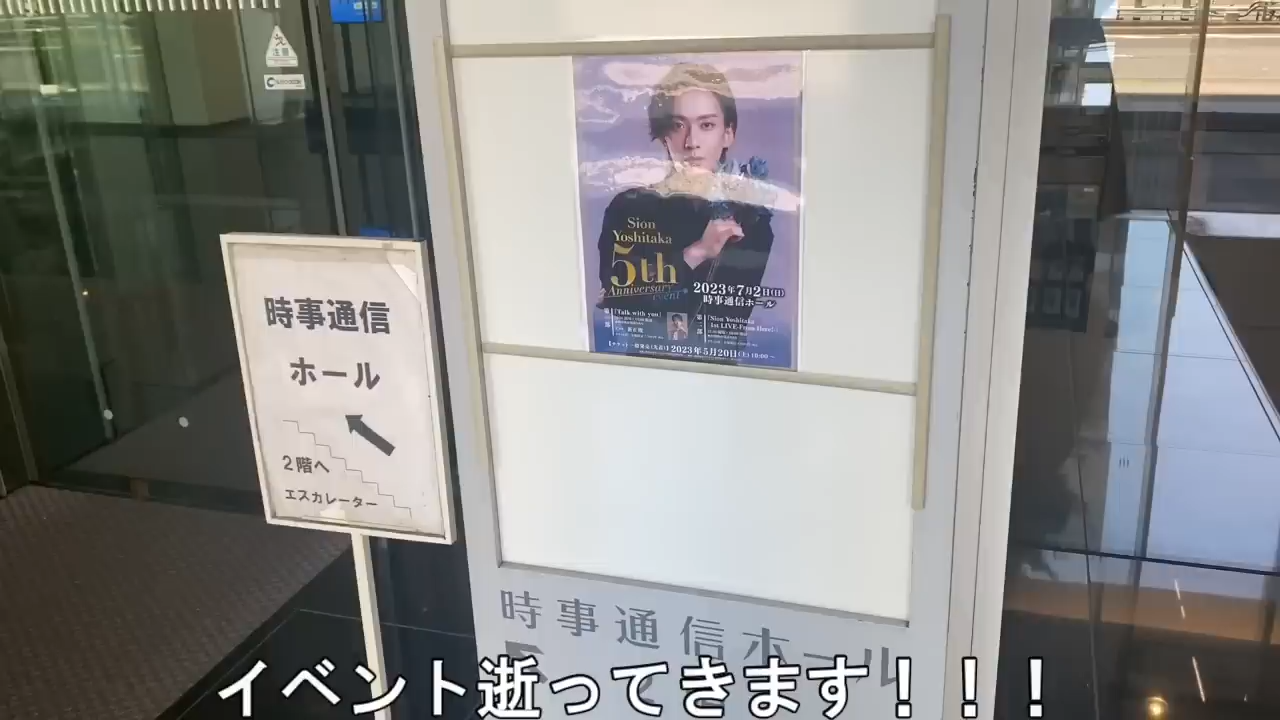 注意
時事通信
ホール
2階へ
エスカレーター
Sion
Yoshitaka
5th
Anniversary
event
2023年7月2日(日)
時事通信ホール
「Talk with you」
「Sion Yoshitaka
1st LIVE-From Here」
2023年5月20日(土) 10:00〜
時事通信ホール
イベント逝ってきます！！！